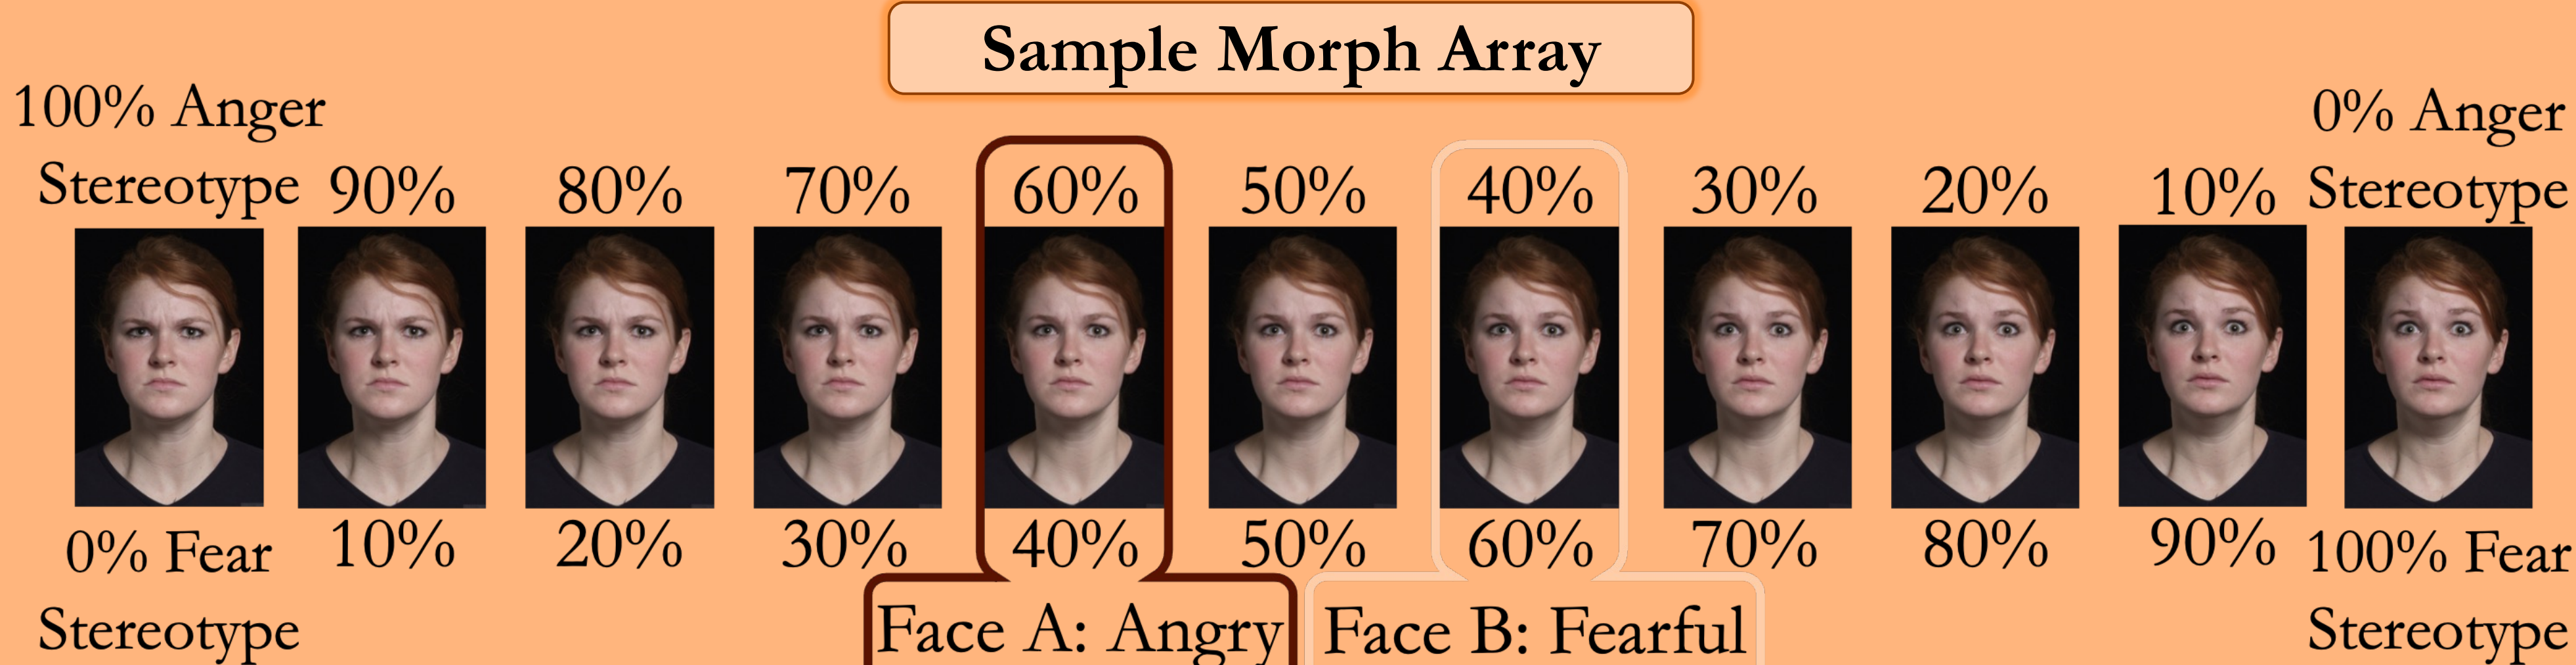 Sample Morph Array
100% Anger
Stereotype
0% Anger
Stereotype
90% 80% 70% 60% 50% 40% 30% 20% 10%
0% Fear
Stereotype
10% 20% 30% 40% 50% 60% 70% 80% 90%
100% Fear
Stereotype
Face A: Angry
Face B: Fearful